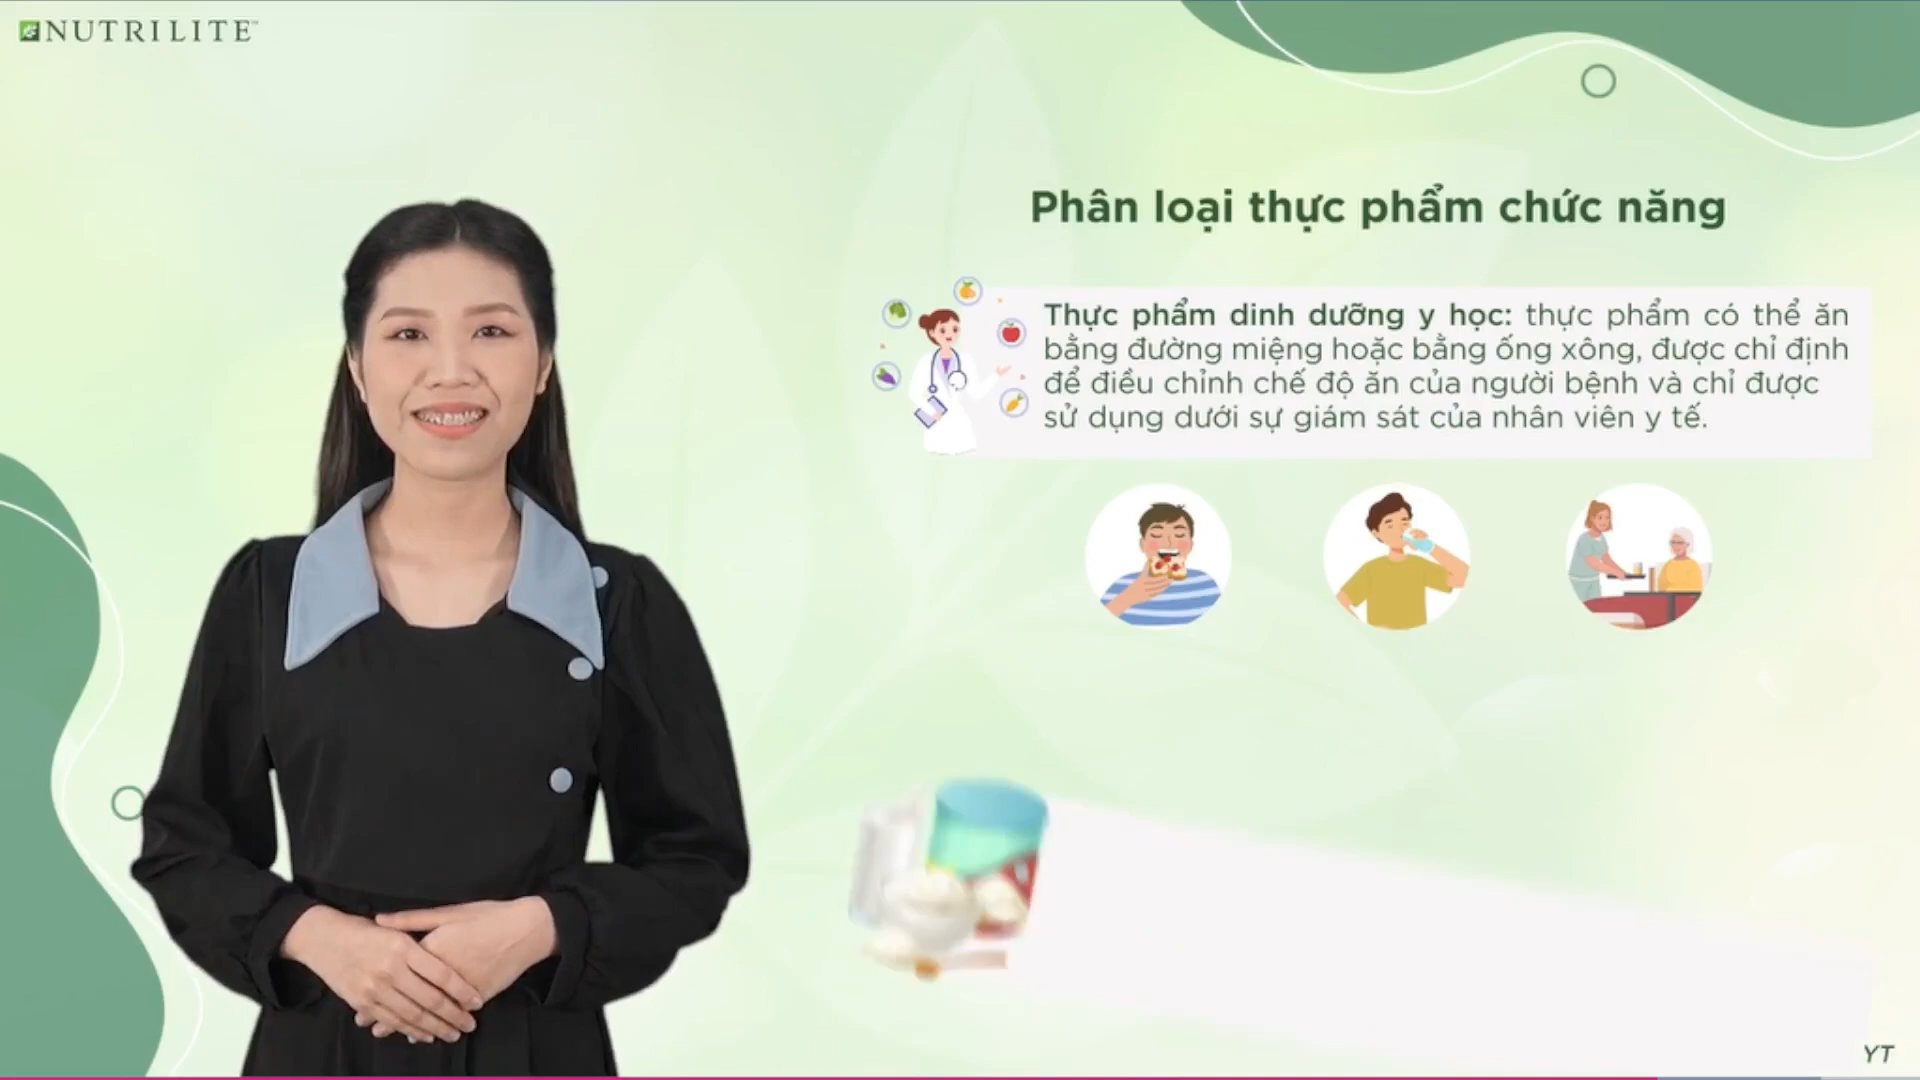 NUTRILITE™
Phân loại thực phẩm chức năng
Thực phẩm dinh dưỡng y học: thực phẩm có thể ăn
bằng đường miệng hoặc bằng ống xông, được chỉ định
để điều chỉnh chế độ ăn của người bệnh và chỉ được
sử dụng dưới sự giám sát của nhân viên y tế.
YT